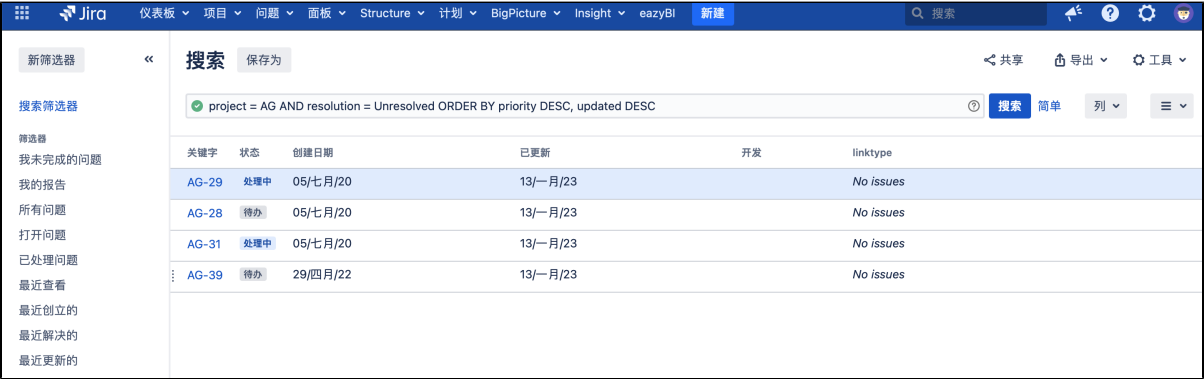 Jira 仪表板 项目 问题 面板 Structure 计划 BigPicture Insight eazyBI 新建 搜索
新筛选器 搜索 保存为 共享 导出 工具
搜索筛选器
project = AG AND resolution = Unresolved ORDER BY priority DESC, updated DESC 搜索 简单 列
筛选器
我未完成的问题
我的报告
所有问题
打开问题
已处理问题
最近查看
最近创立的
最近解决的
最近更新的
关键字 状态 创建日期 已更新 开发 linktype
AG-29 处理中 05/七月/20 13/一月/23 No issues
AG-28 待办 05/七月/20 13/一月/23 No issues
AG-31 处理中 05/七月/20 13/一月/23 No issues
AG-39 待办 29/四月/22 13/一月/23 No issues